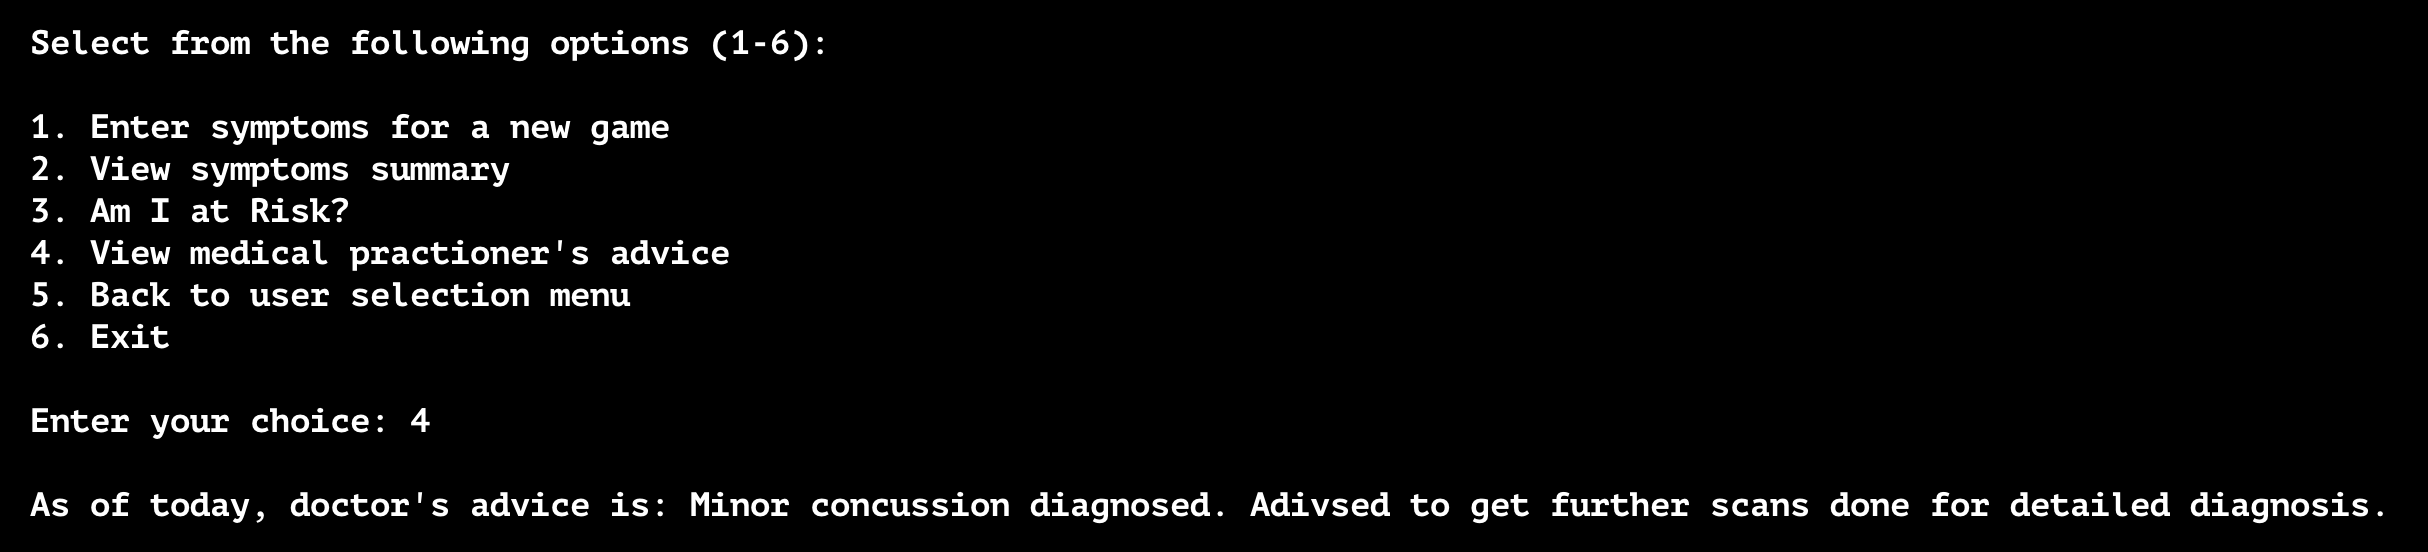 Select from the following options (1-6):
1. Enter symptoms for a new game
2. View symptoms summary
3. Am I at Risk?
4. View medical practioner's advice
5. Back to user selection menu
6. Exit
Enter your choice: 4
As of today, doctor's advice is: Minor concussion diagnosed. Adivsed to get further scans done for detailed diagnosis.